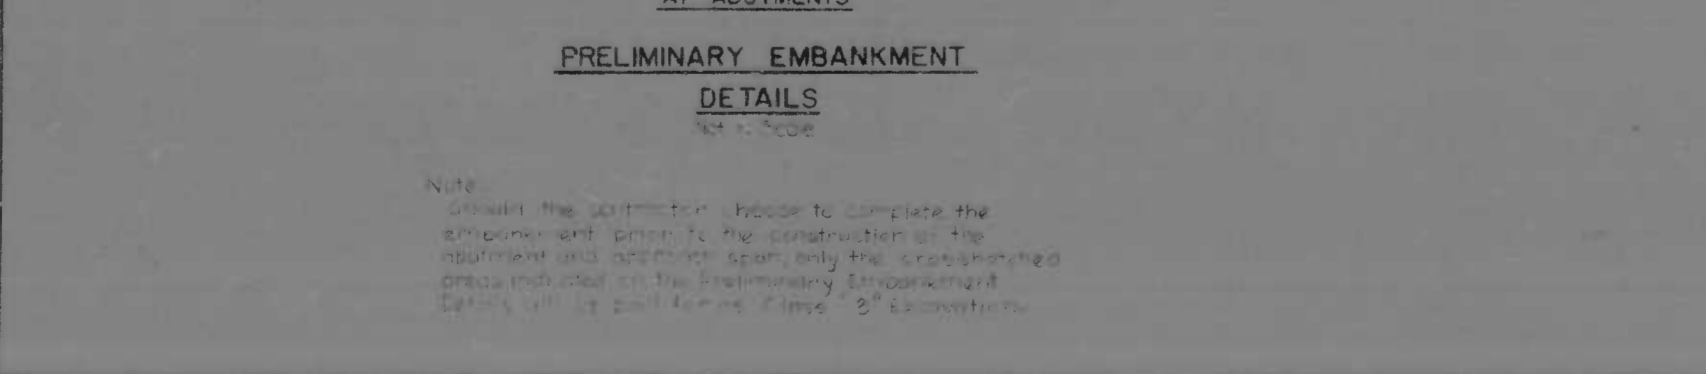 AT ABUTMENTS
PRELIMINARY EMBANKMENT
DETAILS
Not to Scale
Note
Should the contractor choose to complete the
embankment prior to the construction of the
abutment and approach span, only the crosshatched
areas indicated on the Preliminary Embankment
Details will be paid for as Class "B" Excavation